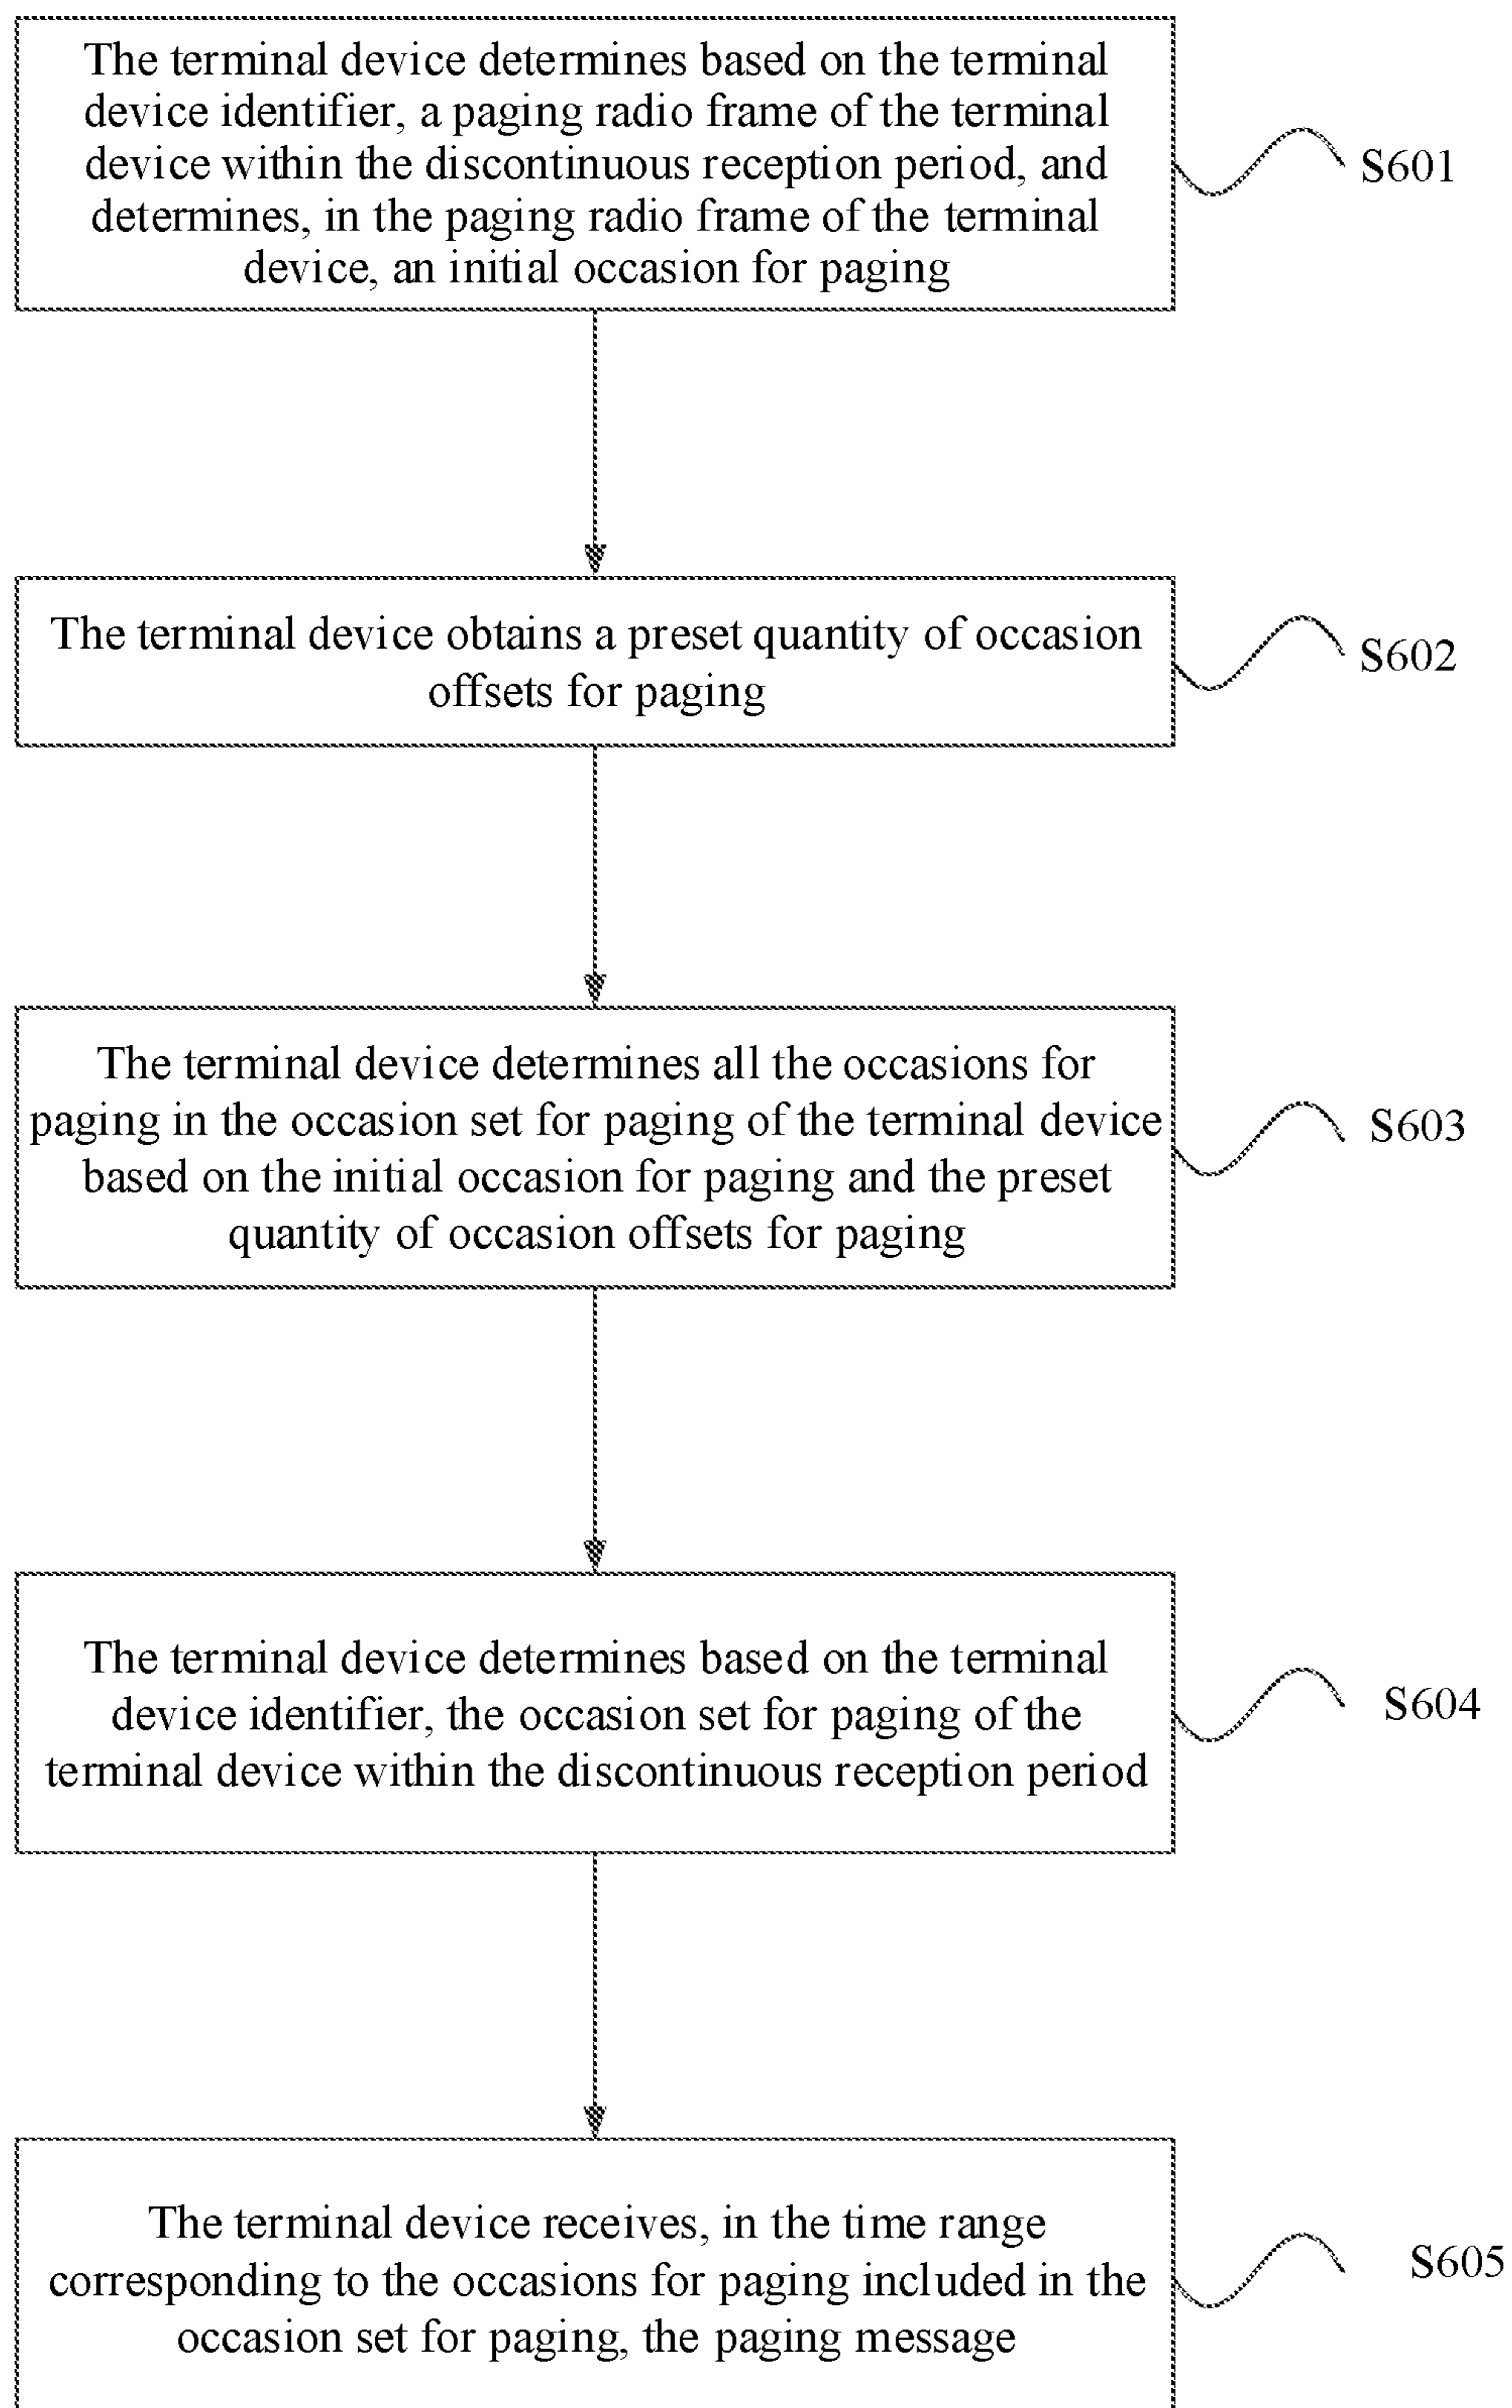 The terminal device determines based on the terminal
device identifier, a paging radio frame of the terminal
device within the discontinuous reception period, and
determines, in the paging radio frame of the terminal
device, an initial occasion for paging
S601
The terminal device obtains a preset quantity of occasion
offsets for paging
S602
The terminal device determines all the occasions for
paging in the occasion set for paging of the terminal device
based on the initial occasion for paging and the preset
quantity of occasion offsets for paging
S603
The terminal device determines based on the terminal
device identifier, the occasion set for paging of the
terminal device within the discontinuous reception period
S604
The terminal device receives, in the time range
corresponding to the occasions for paging included in the
occasion set for paging, the paging message
S605